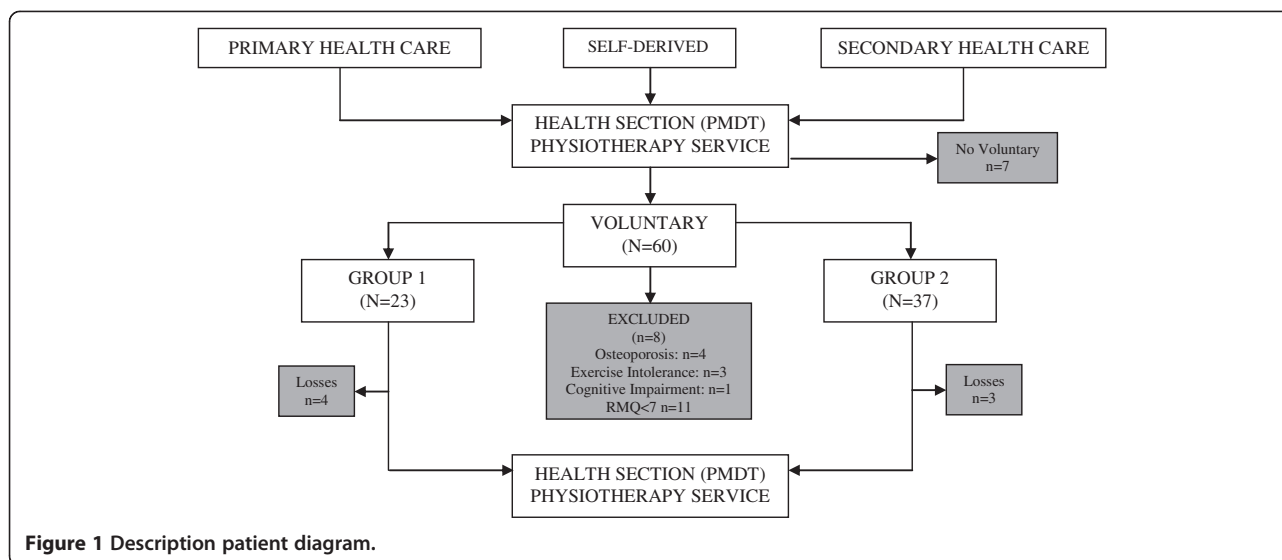 PRIMARY HEALTH CARE
SELF-DERIVED
SECONDARY HEALTH CARE
HEALTH SECTION (PMDT)
PHYSIOTHERAPY SERVICE
No Voluntary
n=7
VOLUNTARY
(N=60)
GROUP 1
(N=23)
GROUP 2
(N=37)
EXCLUDED
(n=8)
Osteoporosis: n=4
Exercise Intolerance: n=3
Cognitive Impairment: n=1
RMQ<7 n=11
Losses
n=4
Losses
n=3
HEALTH SECTION (PMDT)
PHYSIOTHERAPY SERVICE
Figure 1 Description patient diagram.